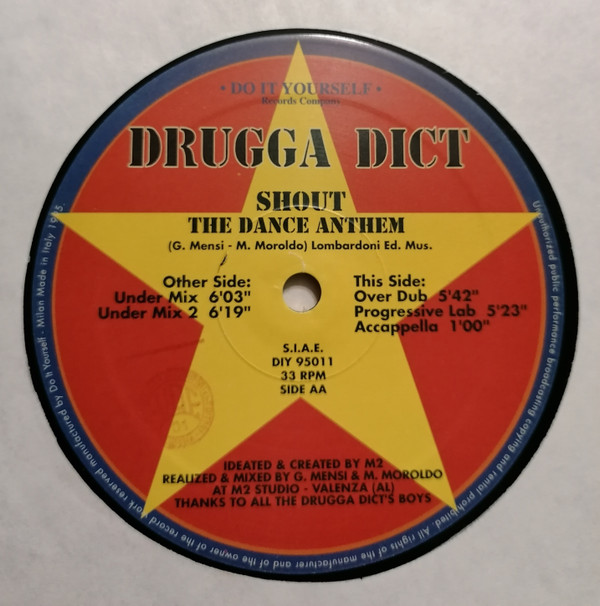 • DO IT YOURSELF •
Records Company
DRUGGA DICT
SHOUT
THE DANCE ANTHEM
(G. Mensi - M. Moroldo) Lombardoni Ed. Mus.
Other Side:
Under Mix 6'03"
Under Mix 2 6'19"
This Side:
Over Dub 5'42"
Progressive Lab 5'23"
Accappella 1'00"
S.I.A.E.
DIY 95011
33 RPM
SIDE AA
IDEATED & CREATED BY M2
REALIZED & MIXED BY G. MENSI & M. MOROLDO
AT M2 STUDIO - VALENZA (AL)
THANKS TO ALL THE DRUGGA DICT'S BOYS
Unauthorized public performance broadcasting copying and rental prohibited. All rights of the manufacturer and of the owner of the record work reserved manufactured by Do It Yourself - Milan Made in Italy 1995.